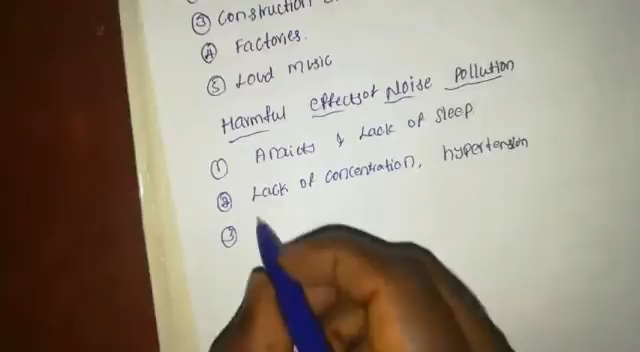 ③ Construction
④ Factories.
⑤ Loud Music
Harmful effects of Noise Pollution
① Anxiety & Lack of sleep
② Lack of concentration, hypertension
③